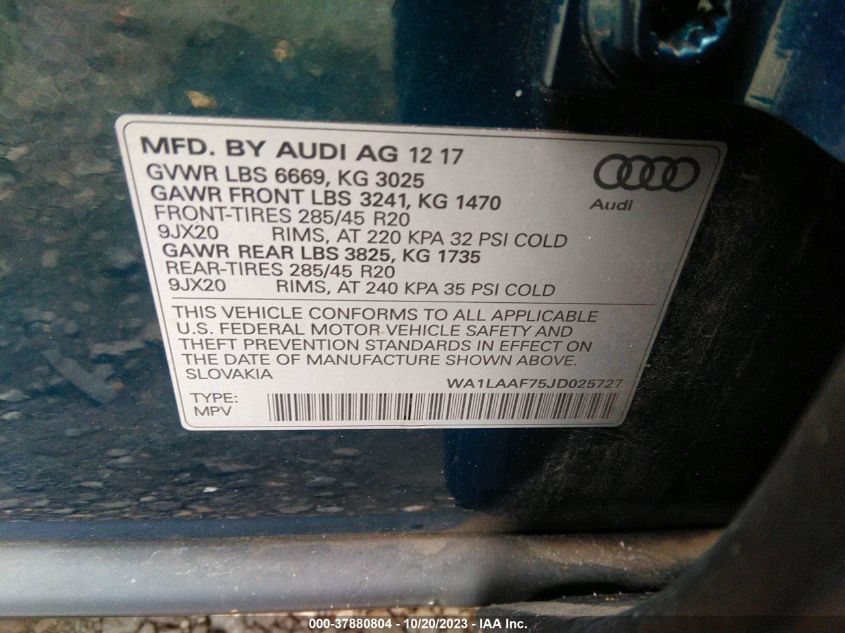 MFD. BY AUDI AG 12 17
GVWR LBS 6669, KG 3025
GAWR FRONT LBS 3241, KG 1470
FRONT-TIRES 285/45 R20
9JX20 RIMS, AT 220 KPA 32 PSI COLD
GAWR REAR LBS 3825, KG 1735
REAR-TIRES 285/45 R20
9JX20 RIMS, AT 240 KPA 35 PSI COLD
Audi
THIS VEHICLE CONFORMS TO ALL APPLICABLE
U.S. FEDERAL MOTOR VEHICLE SAFETY AND
THEFT PREVENTION STANDARDS IN EFFECT ON
THE DATE OF MANUFACTURE SHOWN ABOVE.
SLOVAKIA WA1LAAF75JD025727
TYPE:
MPV
000-37880804 - 10/20/2023 - IAA Inc.